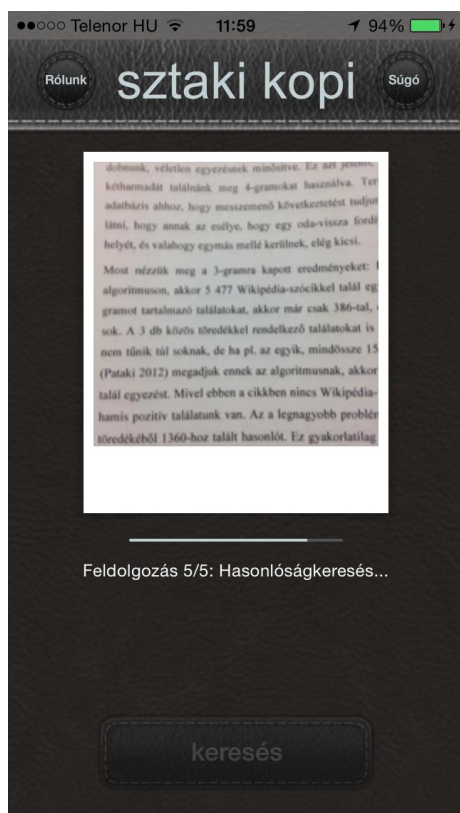 Telenor HU 11:59 94%
Rólunk sztaki kopi Súgó
dobnunk, véletlen egyezésnek minősítve. Ez azt jelenti,
kétharmadát találnánk meg 4-gramokat használva. Ter
adatbázis ahhoz, hogy messzemenő következtetést tudjun
látni, hogy annak az esélye, hogy egy oda-vissza fordí
helyét, és valahogy egymás mellé kerülnek, elég kicsi.
Most nézzük meg a 3-gramra kapott eredményeket:
algoritmuson, akkor 5 477 Wikipédia-szócikkel talál eg
gramot tartalmazó találatokat, akkor már csak 386-tal,
sok. A 3 db közös töredékkel rendelkező találatokat is
nem tűnik túl soknak, de ha pl. az egyik, mindössze 15
(Pataki 2012) megadjuk ennek az algoritmusnak, akkor
talál egyezést. Mivel ebben a cikkben nincs Wikipédia-
hamis pozitív találatunk van. Az a legnagyobb problém
töredékéből 1360-hoz talált hasonlót. Ez gyakorlatilag
Feldolgozás 5/5: Hasonlóságkeresés...
keresés